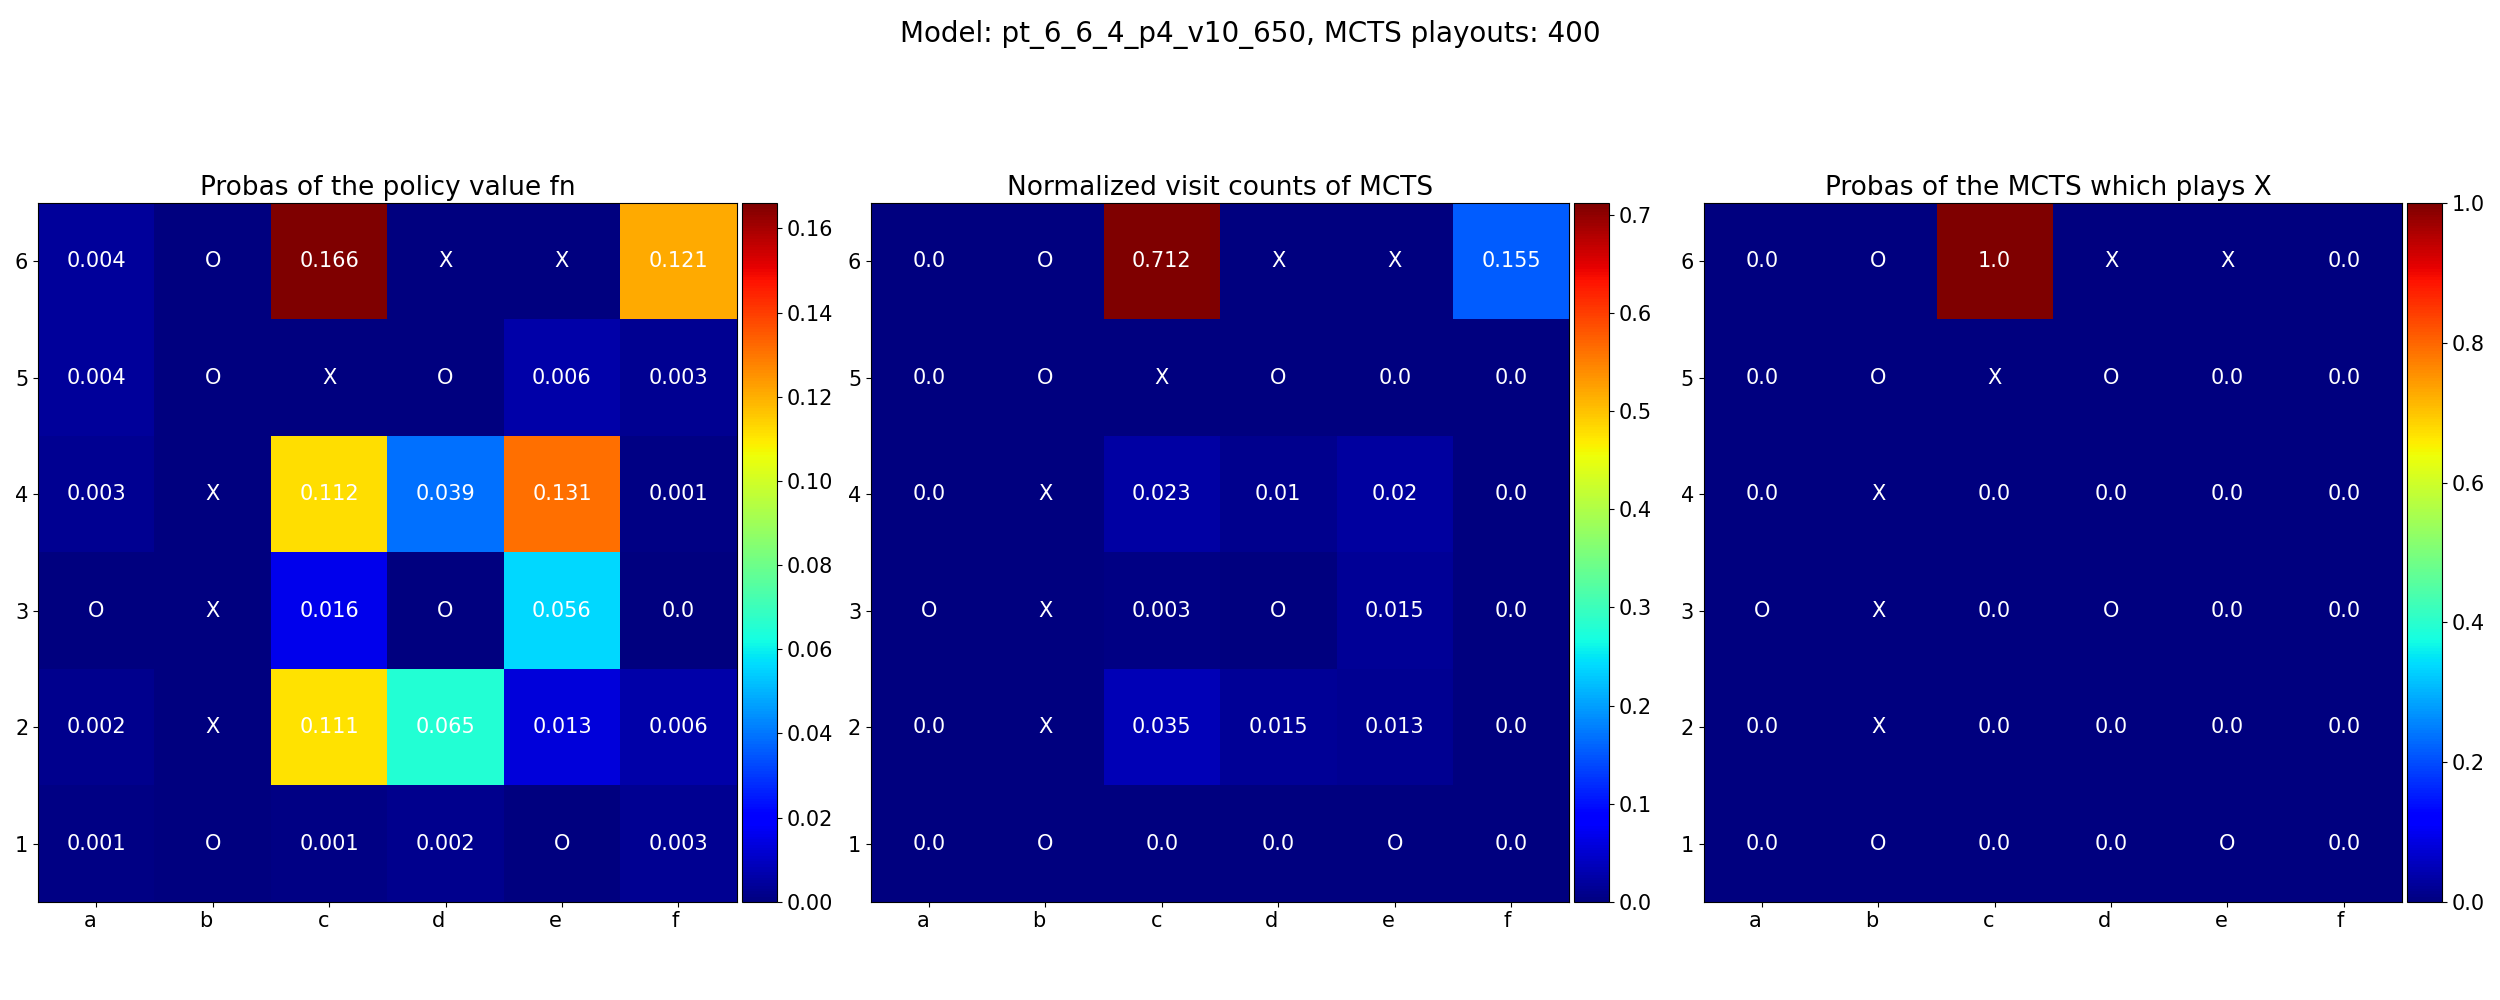 Model: pt_6_6_4_p4_v10_650, MCTS playouts: 400
Probas of the policy value fn
6 0.004 O 0.166 X X 0.121
5 0.004 O X O 0.006 0.003
4 0.003 X 0.112 0.039 0.131 0.001
3 O X 0.016 O 0.056 0.0
2 0.002 X 0.111 0.065 0.013 0.006
1 0.001 O 0.001 0.002 O 0.003
a b c d e f
0.16
0.14
0.12
0.10
0.08
0.06
0.04
0.02
0.00
Normalized visit counts of MCTS
6 0.0 O 0.712 X X 0.155
5 0.0 O X O 0.0 0.0
4 0.0 X 0.023 0.01 0.02 0.0
3 O X 0.003 O 0.015 0.0
2 0.0 X 0.035 0.015 0.013 0.0
1 0.0 O 0.0 0.0 O 0.0
a b c d e f
0.7
0.6
0.5
0.4
0.3
0.2
0.1
0.0
Probas of the MCTS which plays X
6 0.0 O 1.0 X X 0.0
5 0.0 O X O 0.0 0.0
4 0.0 X 0.0 0.0 0.0 0.0
3 O X 0.0 O 0.0 0.0
2 0.0 X 0.0 0.0 0.0 0.0
1 0.0 O 0.0 0.0 O 0.0
a b c d e f
1.0
0.8
0.6
0.4
0.2
0.0